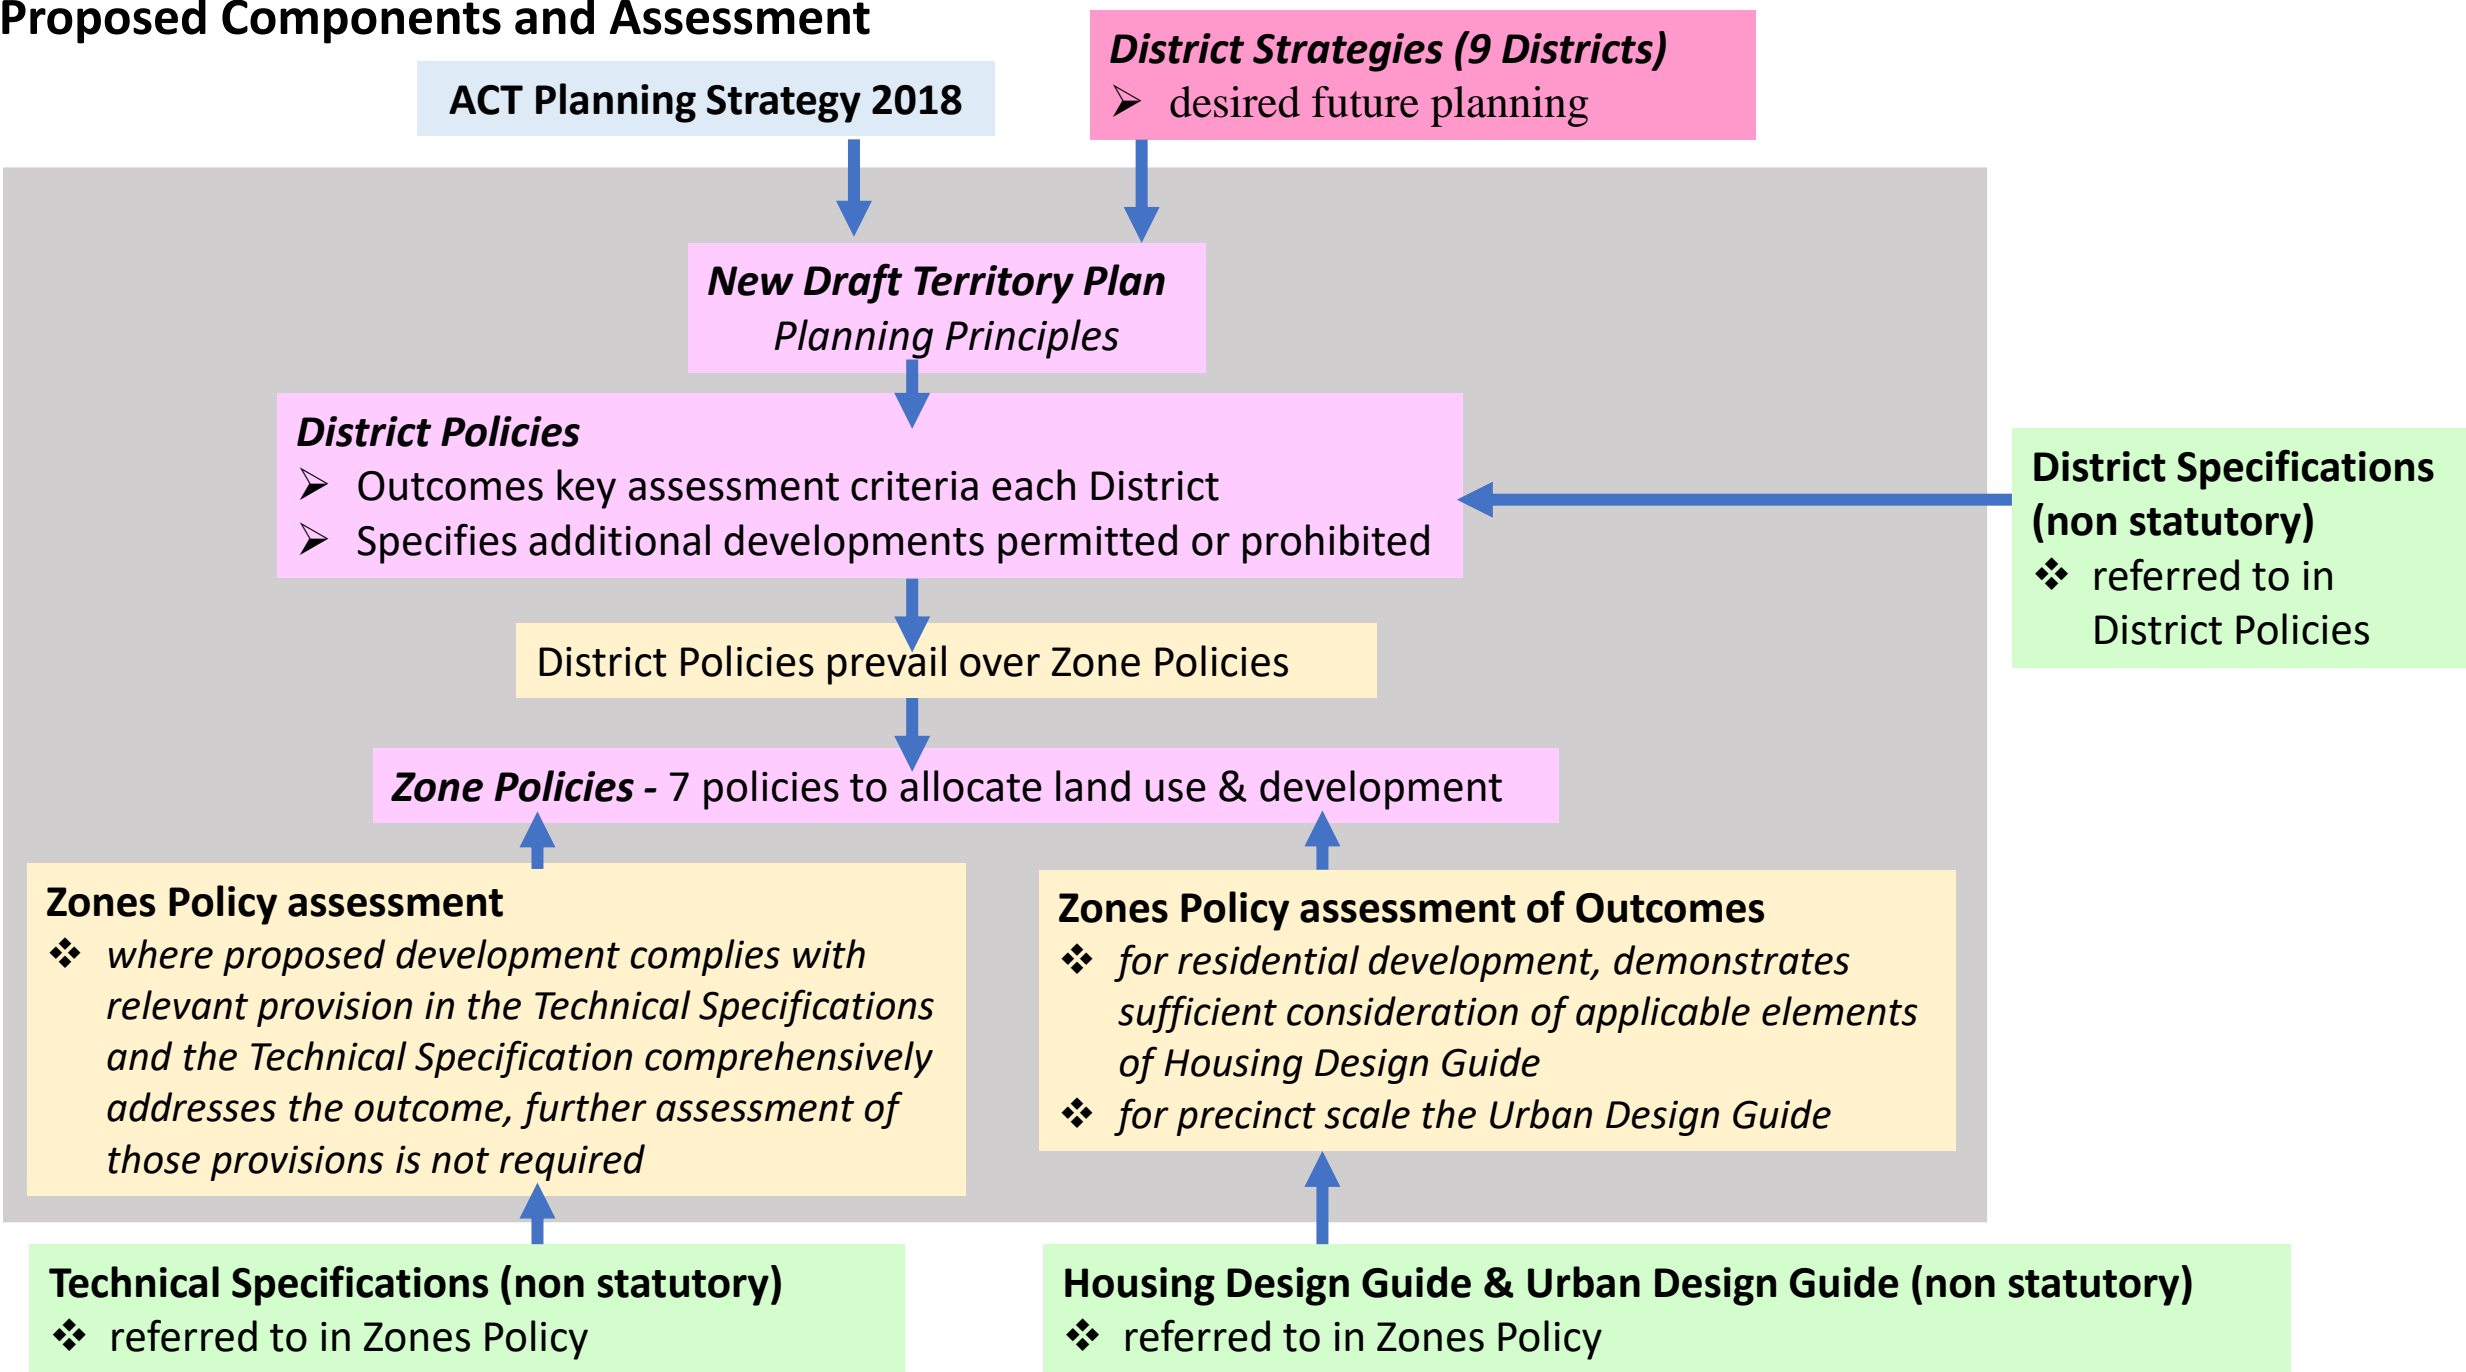 Proposed Components and Assessment
ACT Planning Strategy 2018
District Strategies (9 Districts)
➢ desired future planning
New Draft Territory Plan
Planning Principles
District Policies
➢ Outcomes key assessment criteria each District
➢ Specifies additional developments permitted or prohibited
District Specifications
(non statutory)
❖ referred to in
District Policies
District Policies prevail over Zone Policies
Zone Policies - 7 policies to allocate land use & development
Zones Policy assessment
❖ where proposed development complies with
relevant provision in the Technical Specifications
and the Technical Specification comprehensively
addresses the outcome, further assessment of
those provisions is not required
Zones Policy assessment of Outcomes
❖ for residential development, demonstrates
sufficient consideration of applicable elements
of Housing Design Guide
❖ for precinct scale the Urban Design Guide
Technical Specifications (non statutory)
❖ referred to in Zones Policy
Housing Design Guide & Urban Design Guide (non statutory)
❖ referred to in Zones Policy